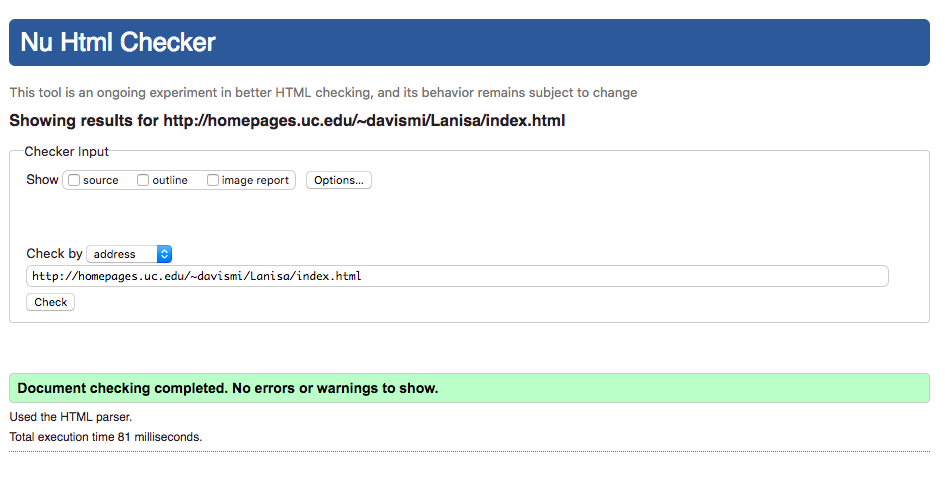 Nu Html Checker
This tool is an ongoing experiment in better HTML checking, and its behavior remains subject to change
Showing results for http://homepages.uc.edu/~davismi/Lanisa/index.html
Checker Input
Show source outline image report Options...
Check by address
http://homepages.uc.edu/~davismi/Lanisa/index.html
Check
Document checking completed. No errors or warnings to show.
Used the HTML parser.
Total execution time 81 milliseconds.